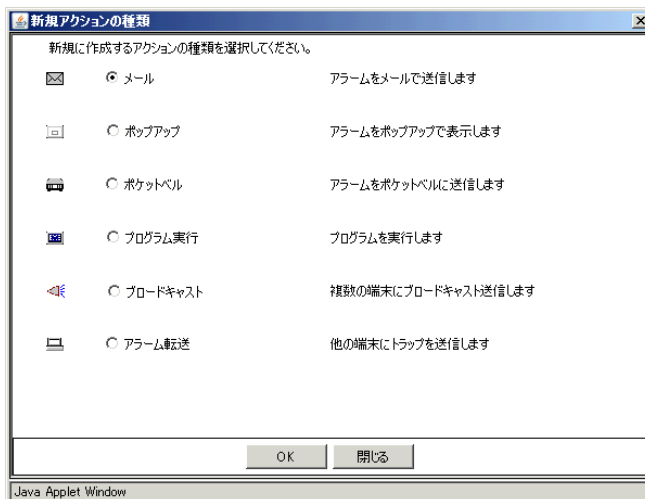 新規アクションの種類
新規に作成するアクションの種類を選択してください。
メール アラームをメールで送信します
ポップアップ アラームをポップアップで表示します
ポケットベル アラームをポケットベルに送信します
プログラム実行 プログラムを実行します
ブロードキャスト 複数の端末にブロードキャスト送信します
アラーム転送 他の端末にトラップを送信します
OK 閉じる
Java Applet Window